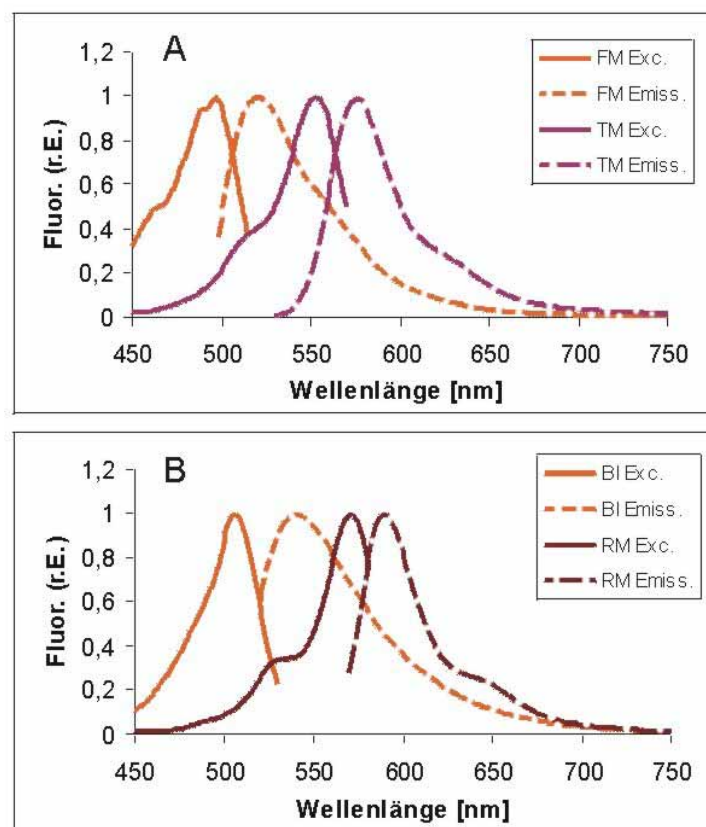 A
1,2
1
0,8
0,6
0,4
0,2
0
Fluor. (r.E.)
450 500 550 600 650 700 750
Wellenlänge [nm]
FM Exc.
FM Emiss.
TM Exc.
TM Emiss.
B
1,2
1
0,8
0,6
0,4
0,2
0
Fluor. (r.E.)
450 500 550 600 650 700 750
Wellenlänge [nm]
BI Exc.
BI Emiss.
RM Exc.
RM Emiss.